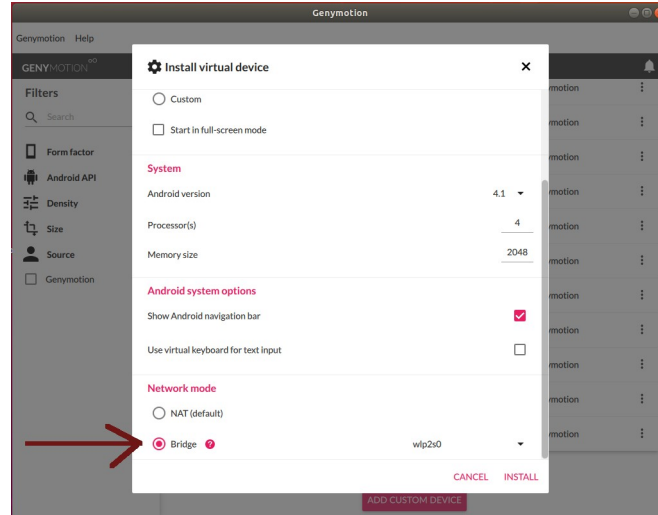 Genymotion
Genymotion Help
GENYMOTION
Install virtual device
Filters
Search
Form factor
Android API
Density
Size
Source
Genymotion
Custom
Start in full-screen mode
System
Android version 4.1
Processor(s) 4
Memory size 2048
Android system options
Show Android navigation bar
Use virtual keyboard for text input
Network mode
NAT (default)
Bridge ? wlp2s0
CANCEL INSTALL
ADD CUSTOM DEVICE